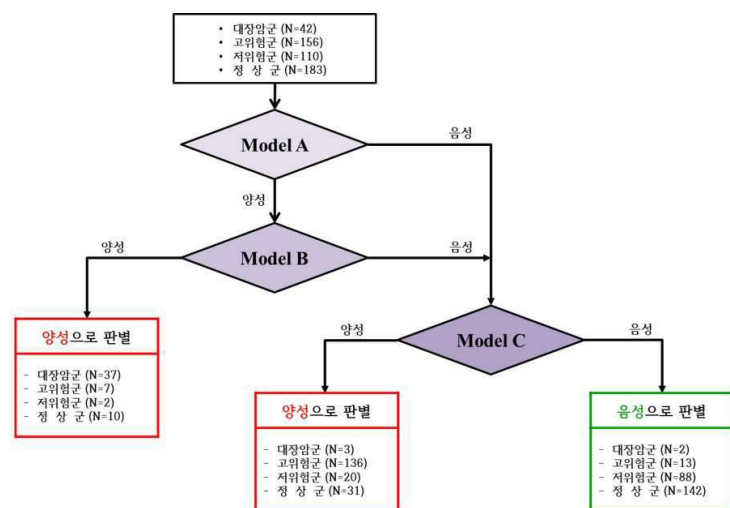 • 대장암군 (N=42)
• 고위험군 (N=156)
• 저위험군 (N=110)
• 정 상 군 (N=183)
Model A
음성
양성
양성
Model B
음성
양성으로 판별
- 대장암군 (N=37)
- 고위험군 (N=7)
- 저위험군 (N=2)
- 정 상 군 (N=10)
양성
Model C
음성
양성으로 판별
- 대장암군 (N=3)
- 고위험군 (N=136)
- 저위험군 (N=20)
- 정 상 군 (N=31)
음성으로 판별
- 대장암군 (N=2)
- 고위험군 (N=13)
- 저위험군 (N=88)
- 정 상 군 (N=142)